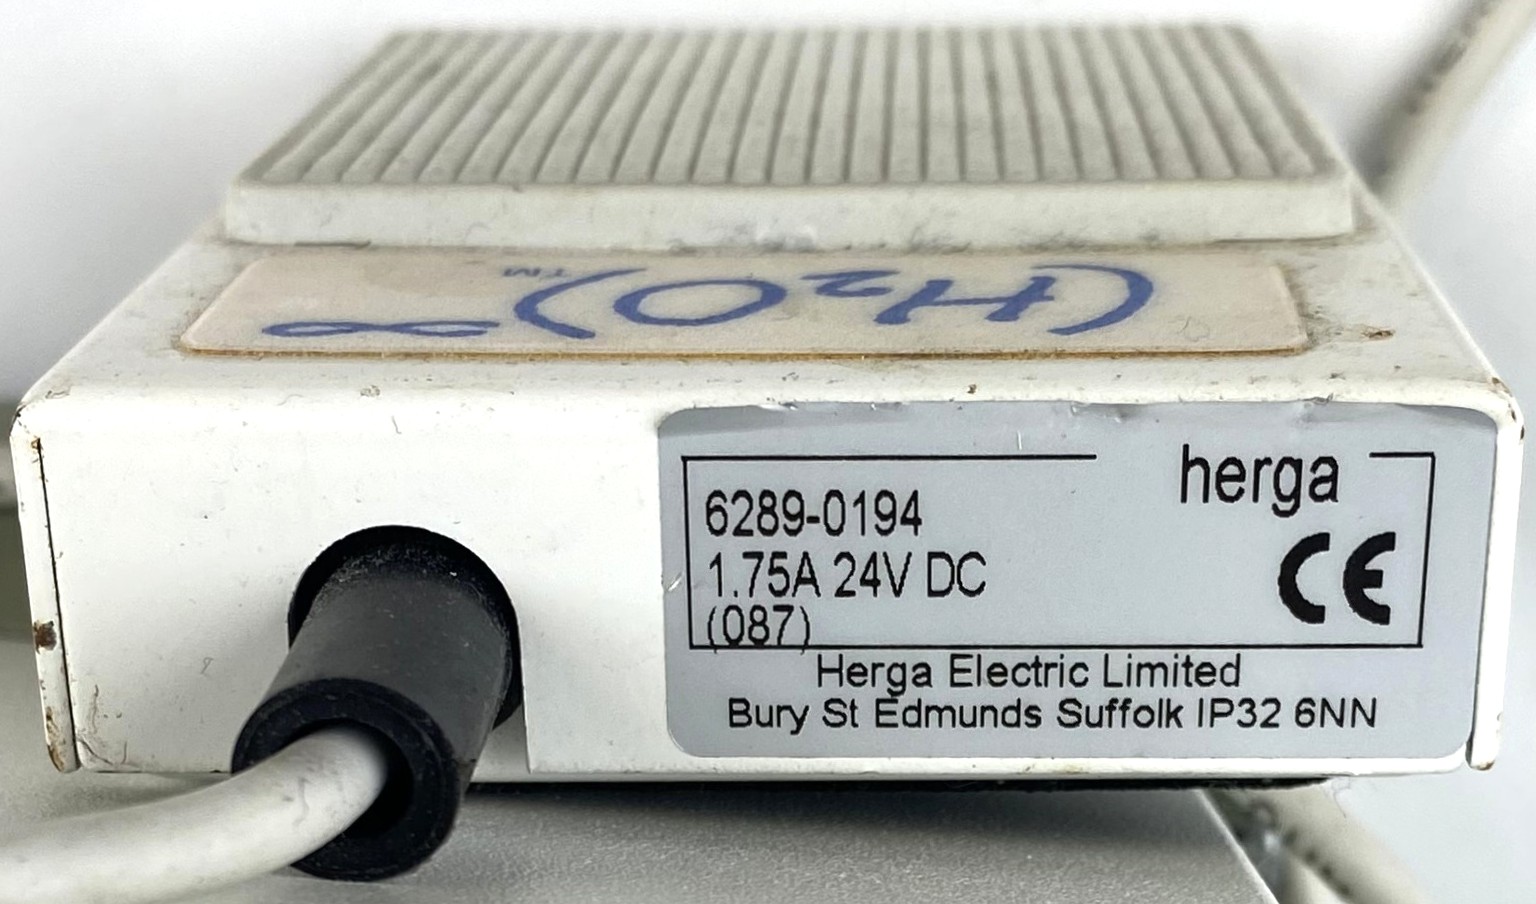 (H₂O)™∞
herga
6289-0194
CE
1.75A 24V DC
(087)
Herga Electric Limited
Bury St Edmunds Suffolk IP32 6NN